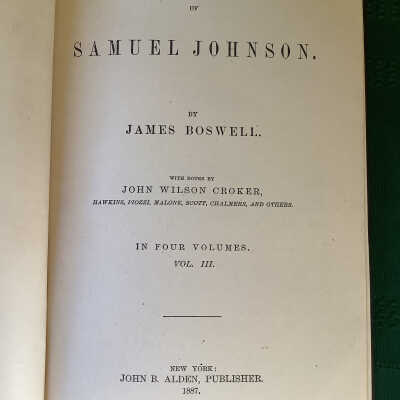 OF
SAMUEL JOHNSON.
BY
JAMES BOSWELL.
WITH NOTES BY
JOHN WILSON CROKER,
HAWKINS, PIOZZI, MALONE, SCOTT, CHALMERS, AND OTHERS.
IN FOUR VOLUMES.
VOL. III.
NEW YORK:
JOHN B. ALDEN, PUBLISHER.
1887.